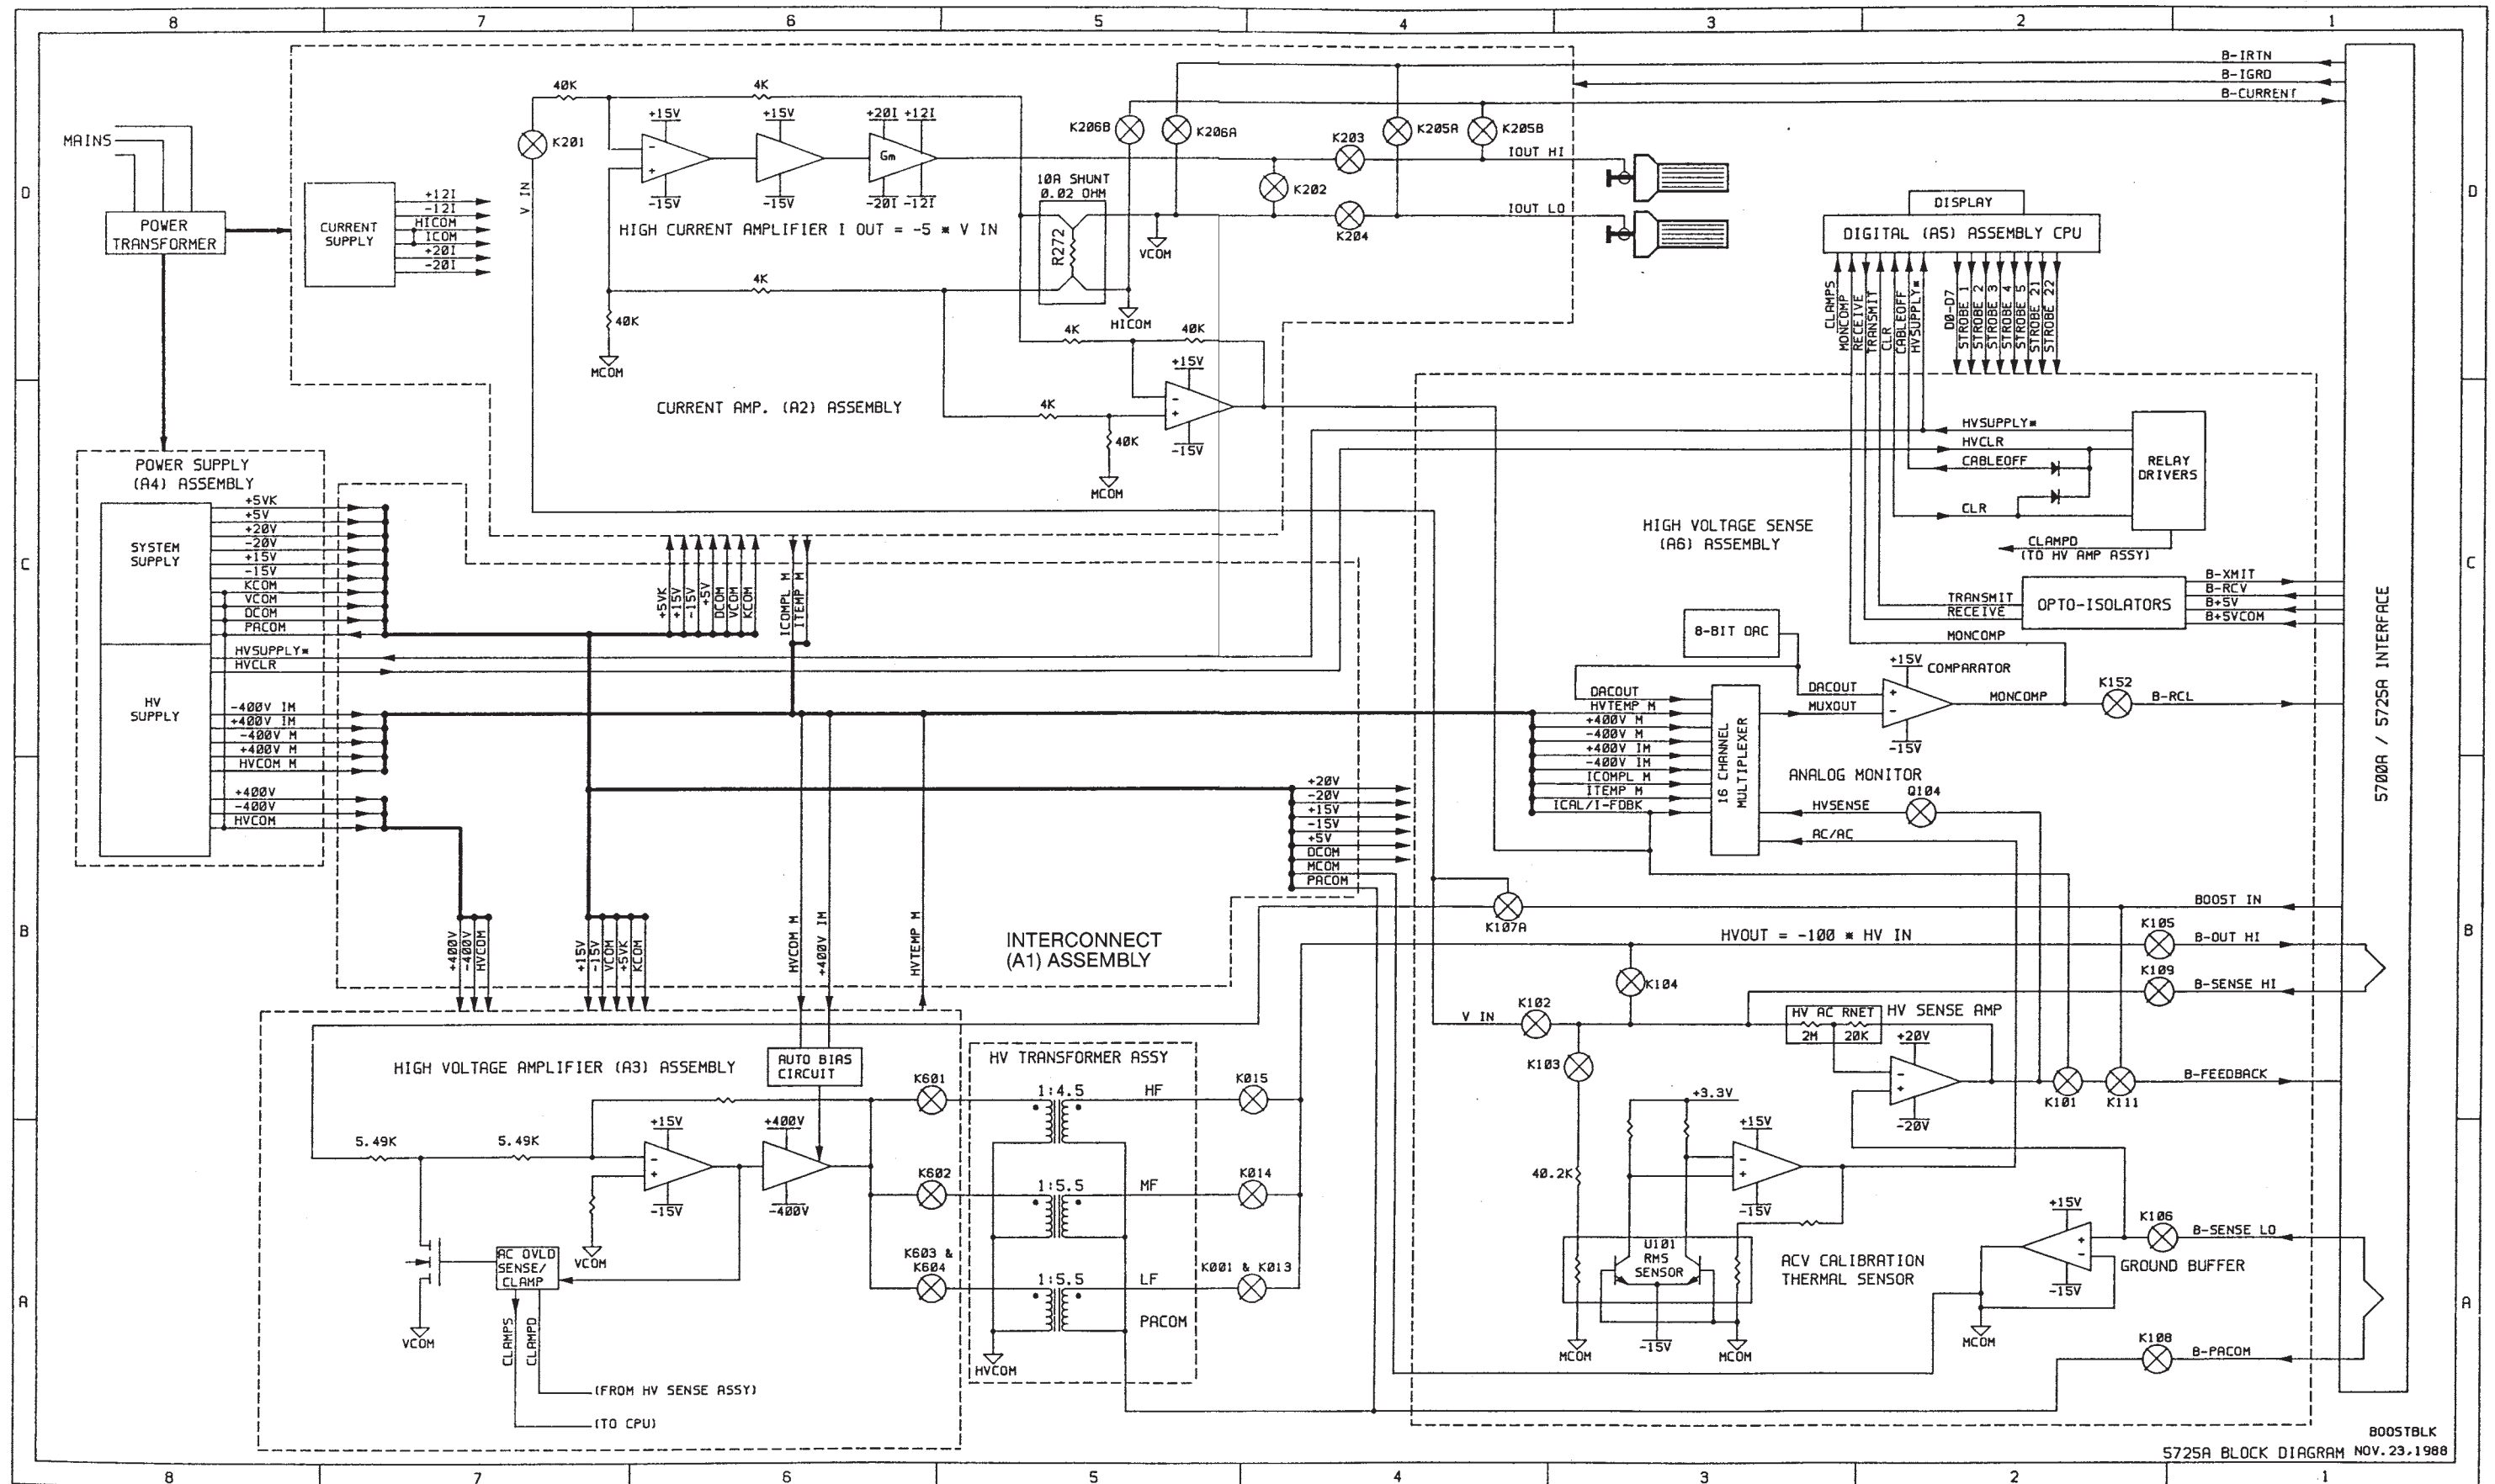 8 7 6 5 4 3 2 1
D
C
B
A
MAINS
POWER
TRANSFORMER
CURRENT
SUPPLY
+12I
-12I
HICOM
ICOM
+20I
-20I
V IN
K201
40K
4K
+15V
-15V
+15V
-15V
+20I +12I
Gm
-20I -12I
HIGH CURRENT AMPLIFIER I OUT = -5 * V IN
4K
40K
MCOM
10A SHUNT
0.02 OHM
R272
K206B
K206A
VCOM
HICOM
K202
K203
K204
K205A
K205B
IOUT HI
IOUT LO
B-IRTN
B-IGRD
B-CURRENT
4K
40K
+15V
-15V
4K
40K
MCOM
CURRENT AMP. (A2) ASSEMBLY
DISPLAY
DIGITAL (A5) ASSEMBLY CPU
CLAMPS
MONCOMP
RECEIVE
TRANSMIT
CLR
CABLEOFF
HVSUPPLY*
D0-D7
STROBE 1
STROBE 2
STROBE 3
STROBE 4
STROBE 5
STROBE 21
STROBE 22
POWER SUPPLY
(A4) ASSEMBLY
SYSTEM
SUPPLY
+5VK
+5V
+20V
-20V
+15V
-15V
KCOM
VCOM
DCOM
PACOM
HVSUPPLY*
HVCLR
HV
SUPPLY
-400V IM
+400V IM
-400V M
+400V M
HVCOM M
+400V
-400V
HVCOM
+5VK
+15V
-15V
+5V
DCOM
VCOM
KCOM
ICOMPL M
ITEMP M
HVSUPPLY*
HVCLR
CABLEOFF
CLR
RELAY
DRIVERS
CLAMPD
(TO HV AMP ASSY)
HIGH VOLTAGE SENSE
(A6) ASSEMBLY
TRANSMIT
RECEIVE
OPTO-ISOLATORS
B-XMIT
B-RCV
B+5V
B+5VCOM
MONCOMP
8-BIT DAC
DACOUT
HVTEMP M
+400V M
-400V M
+400V IM
-400V IM
ICOMPL M
ITEMP M
ICAL/I-FDBK
16 CHANNEL
MULTIPLEXER
DACOUT
MUXOUT
+15V
COMPARATOR
-15V
MONCOMP
K152
B-RCL
ANALOG MONITOR
Q104
HVSENSE
AC/AC
5700A / 5725A INTERFACE
+20V
-20V
+15V
-15V
+5V
DCOM
MCOM
PACOM
+400V
-400V
HVCOM
+15V
-15V
VCOM
+5VK
KCOM
HVCOM M
+400V IM
HVTEMP M
INTERCONNECT
(A1) ASSEMBLY
K107A
BOOST IN
HVOUT = -100 * HV IN
K105
B-OUT HI
K104
K109
B-SENSE HI
V IN
K102
K103
HV AC RNET
2M 20K
HV SENSE AMP
+20V
-20V
K101
K111
B-FEEDBACK
HIGH VOLTAGE AMPLIFIER (A3) ASSEMBLY
AUTO BIAS
CIRCUIT
5.49K
5.49K
+15V
-15V
+400V
-400V
VCOM
VCOM
AC OVLD
SENSE/
CLAMP
CLAMPS
CLAMPD
(FROM HV SENSE ASSY)
(TO CPU)
K601
K602
K603 &
K604
HV TRANSFORMER ASSY
1:4.5
HF
1:5.5
MF
1:5.5
LF
PACOM
HVCOM
K015
K014
K001 & K013
40.2K
+3.3V
+15V
-15V
U101
RMS
SENSOR
-15V
MCOM
MCOM
ACV CALIBRATION
THERMAL SENSOR
+15V
-15V
K106
B-SENSE LO
GROUND BUFFER
MCOM
K108
B-PACOM
BOOSTBLK
5725A BLOCK DIAGRAM NOV.23,1988
8 7 6 5 4 3 2 1
D
C
B
A